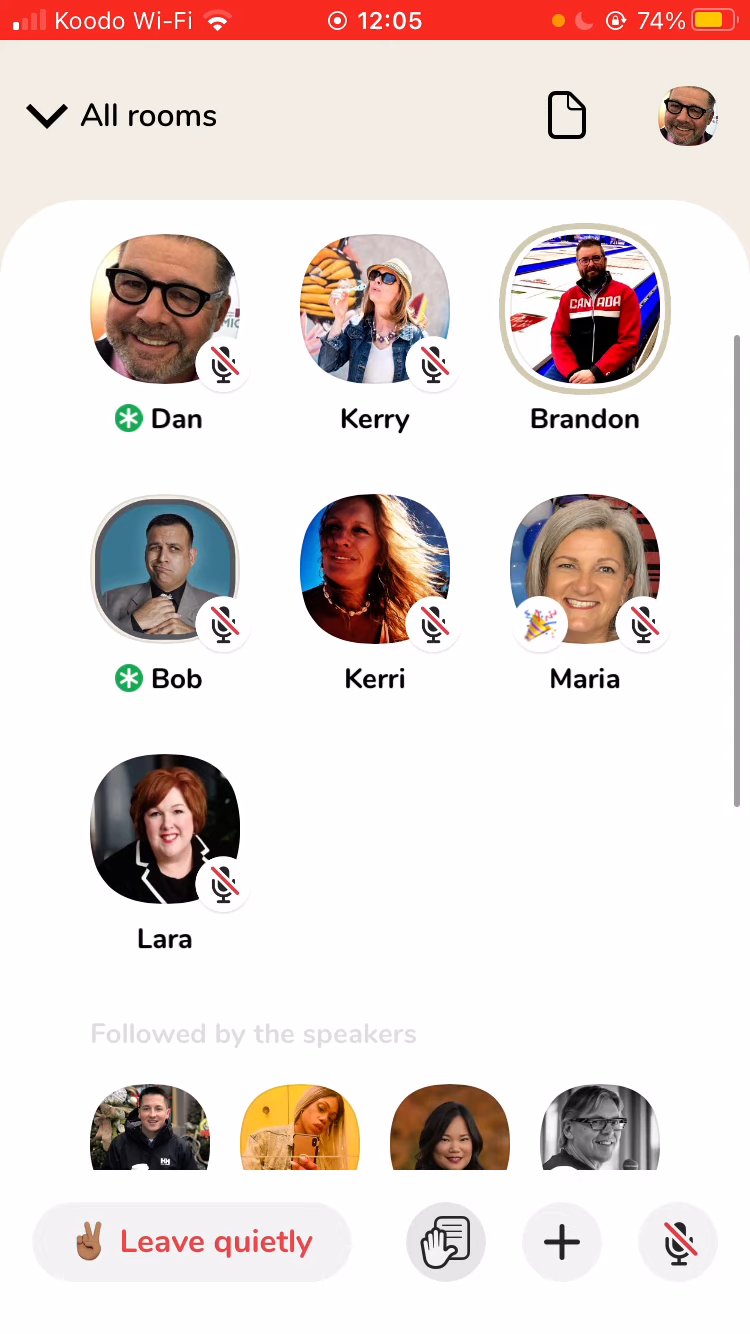 Koodo Wi-Fi 12:05 74%
All rooms
Dan Kerry Brandon
CANADA
Bob Kerri Maria
Lara
Followed by the speakers
HH
Leave quietly